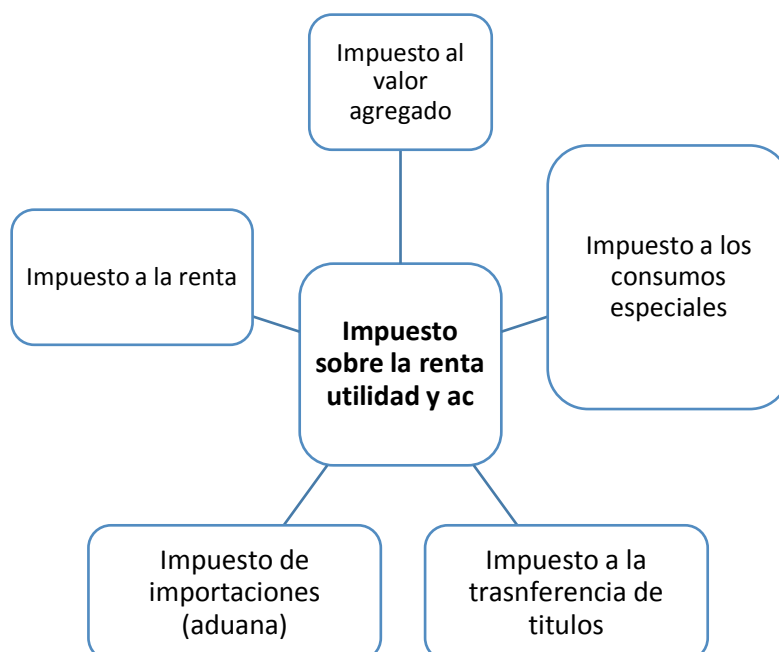 Impuesto al
valor
agregado
Impuesto a los
consumos
especiales
Impuesto a la renta
Impuesto
sobre la renta
utilidad y ac
Impuesto de
importaciones
(aduana)
Impuesto a la
trasnferencia de
titulos